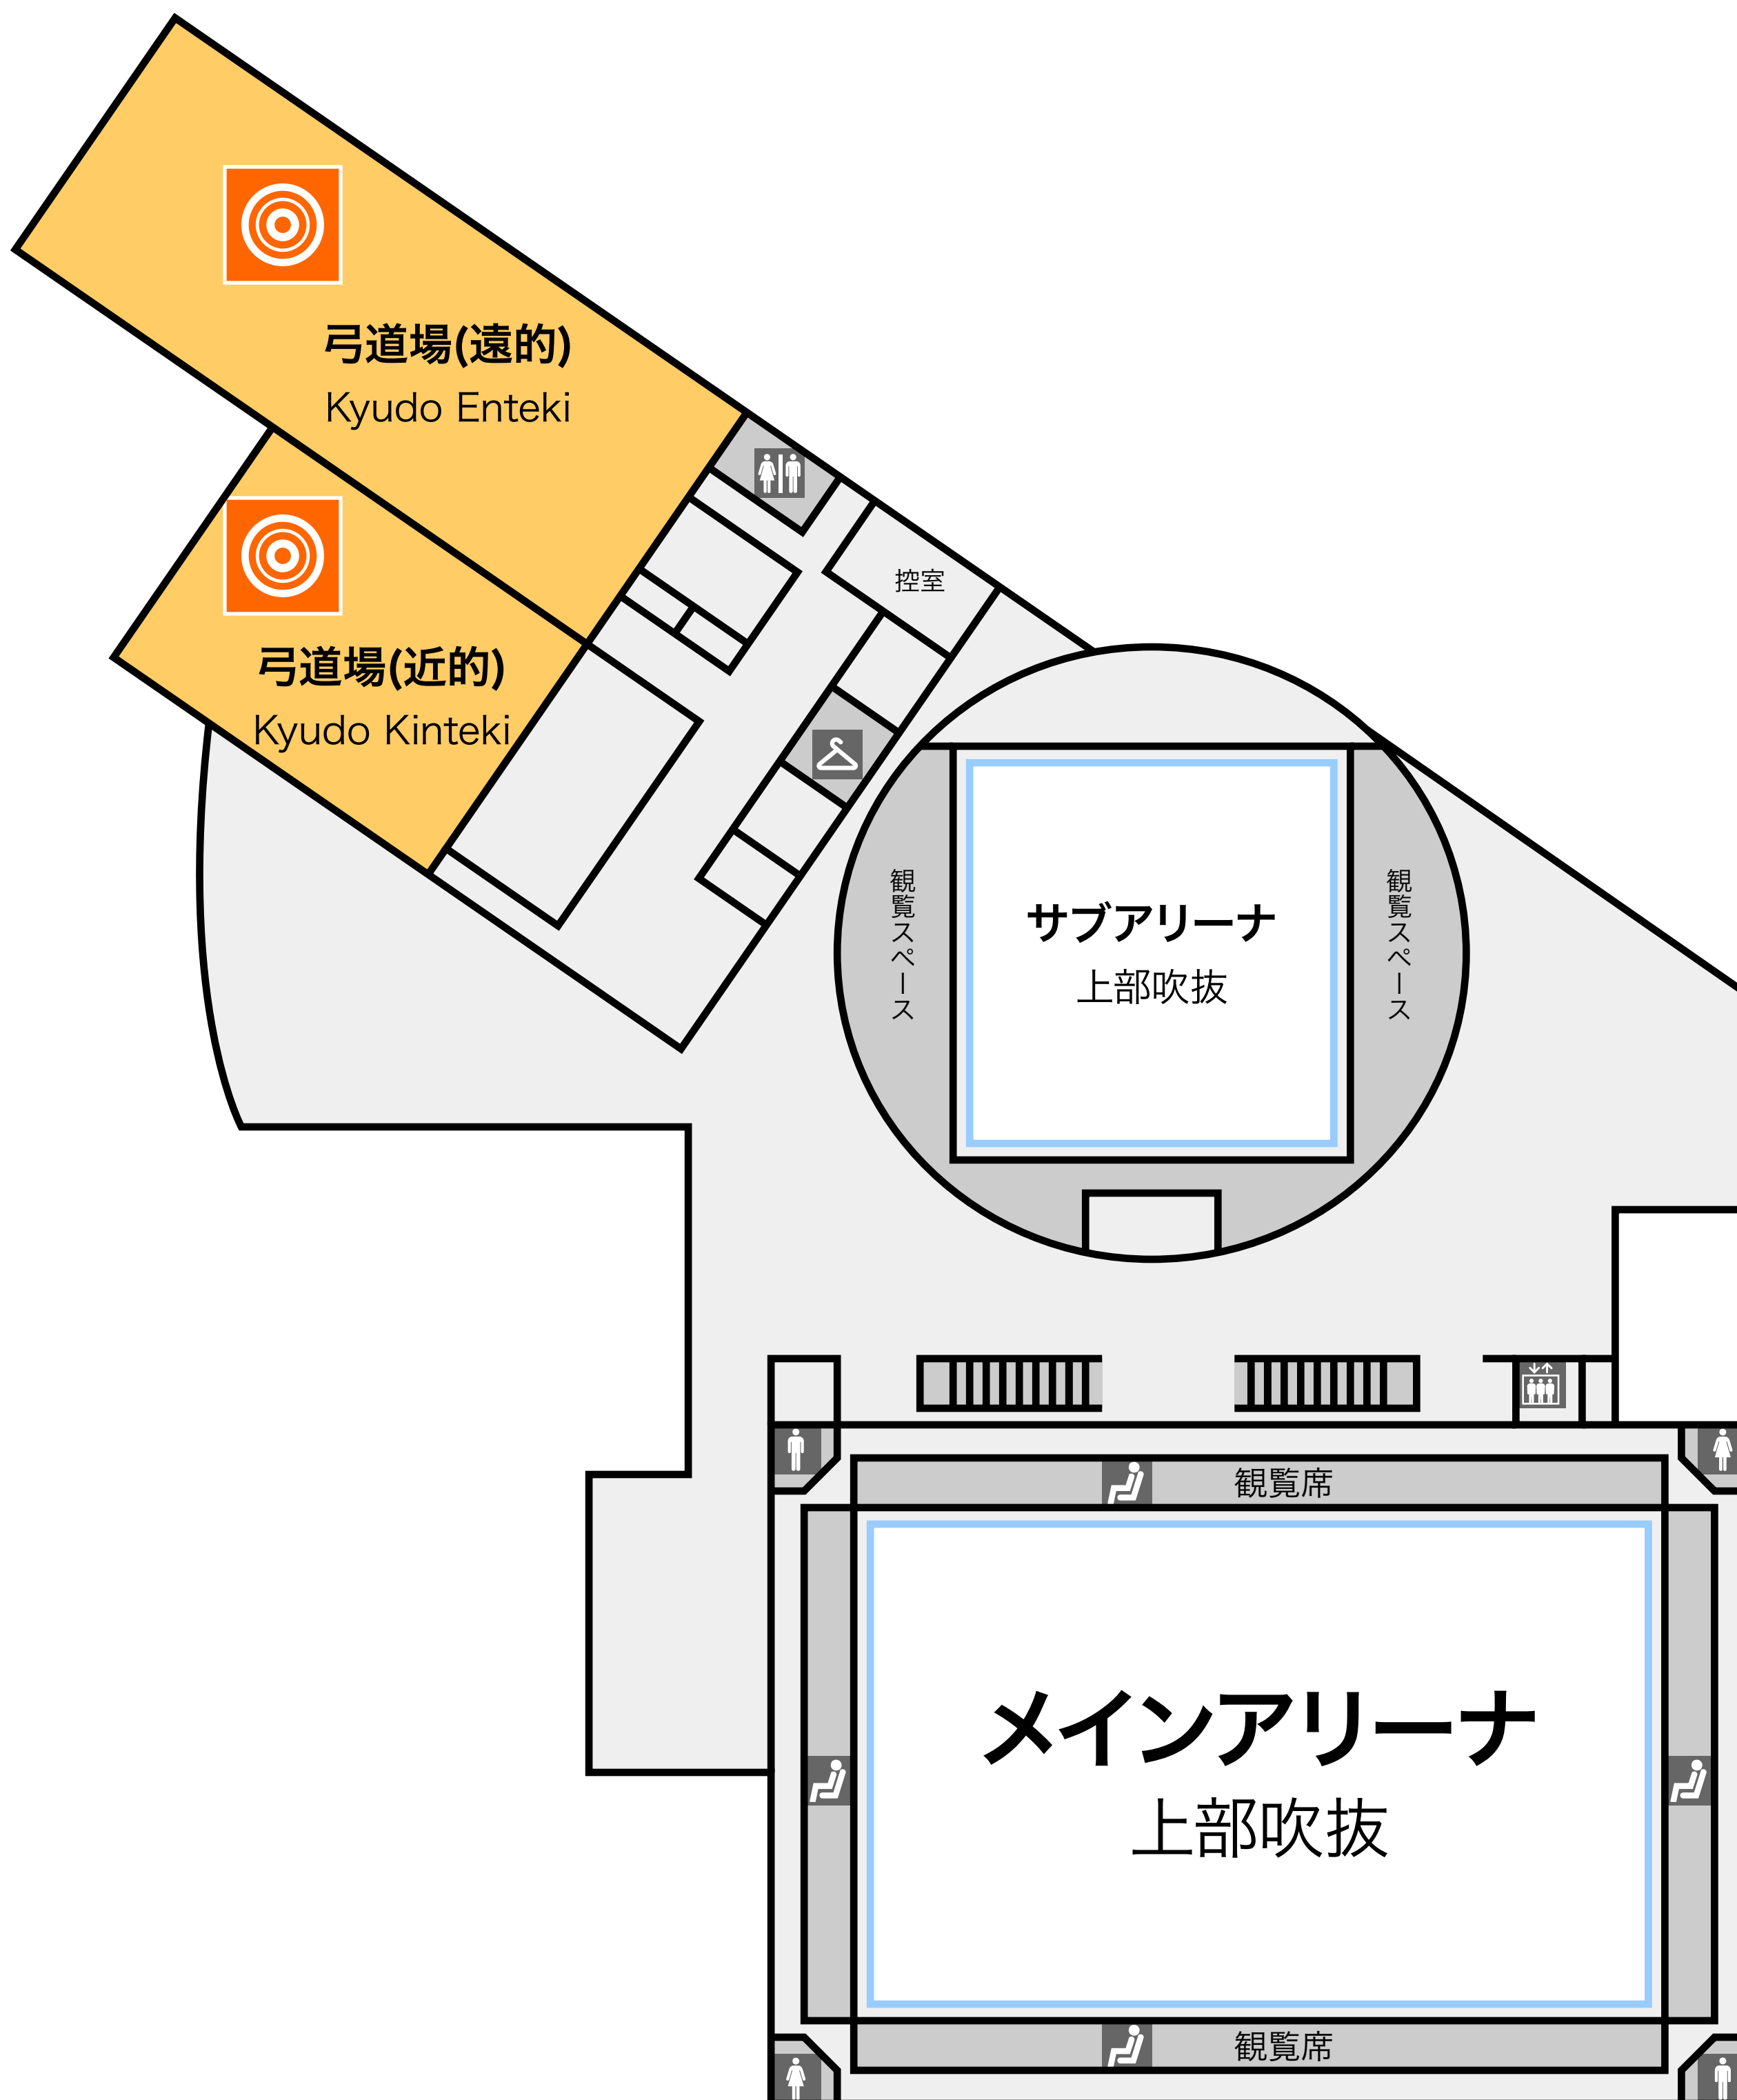 弓道場(遠的)
Kyudo Enteki
控室
弓道場(近的)
Kyudo Kinteki
観覧スペース
サブアリーナ
上部吹抜
観覧スペース
観覧席
メインアリーナ
上部吹抜
観覧席